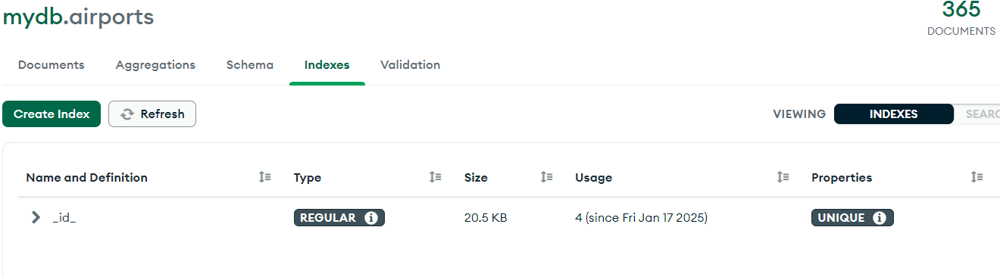 mydb.airports
365
DOCUMENTS
Documents Aggregations Schema Indexes Validation
Create Index Refresh VIEWING INDEXES SEARC
Name and Definition Type Size Usage Properties
_id_ REGULAR 20.5 KB 4 (since Fri Jan 17 2025) UNIQUE